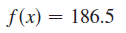 f(x) = 186.5